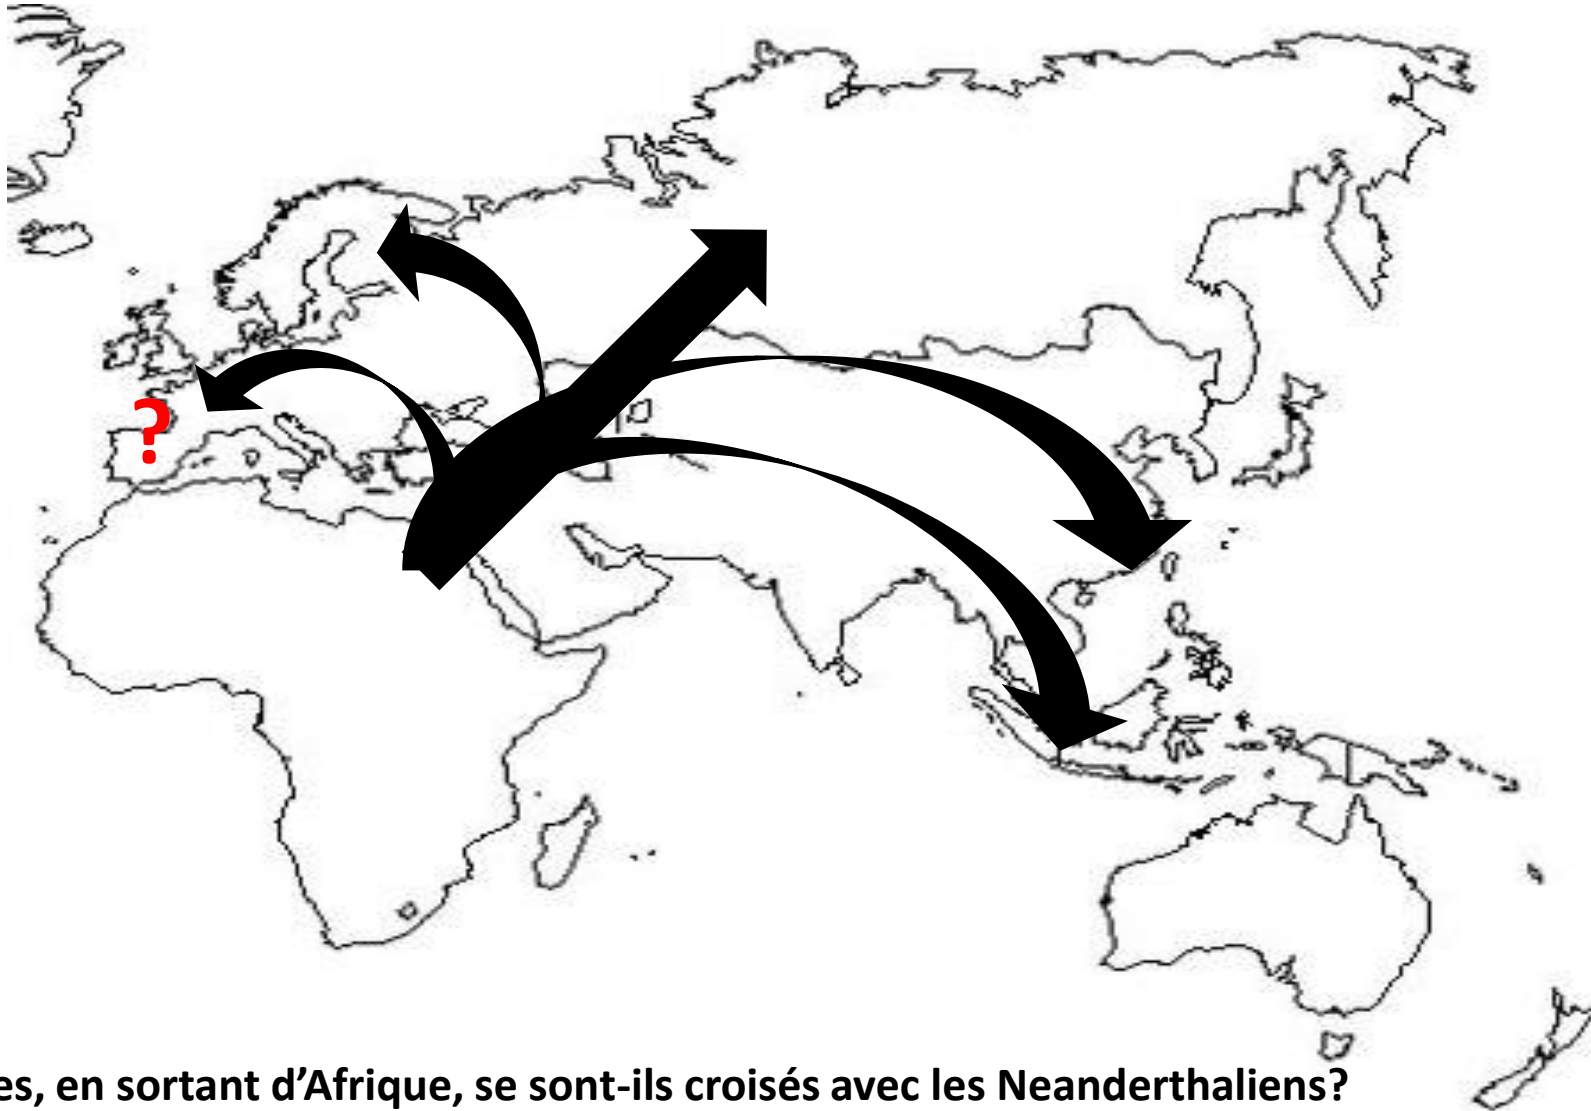 ?
es, en sortant d’Afrique, se sont-ils croisés avec les Neanderthaliens?